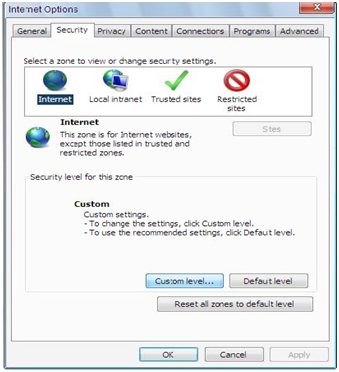 Internet Options
General Security Privacy Content Connections Programs Advanced
Select a zone to view or change security settings.
Internet Local intranet Trusted sites Restricted
sites
Internet
Sites
This zone is for Internet websites,
except those listed in trusted and
restricted zones.
Security level for this zone
Custom
Custom settings.
- To change the settings, click Custom level.
- To use the recommended settings, click Default level.
Custom level... Default level
Reset all zones to default level
OK Cancel Apply